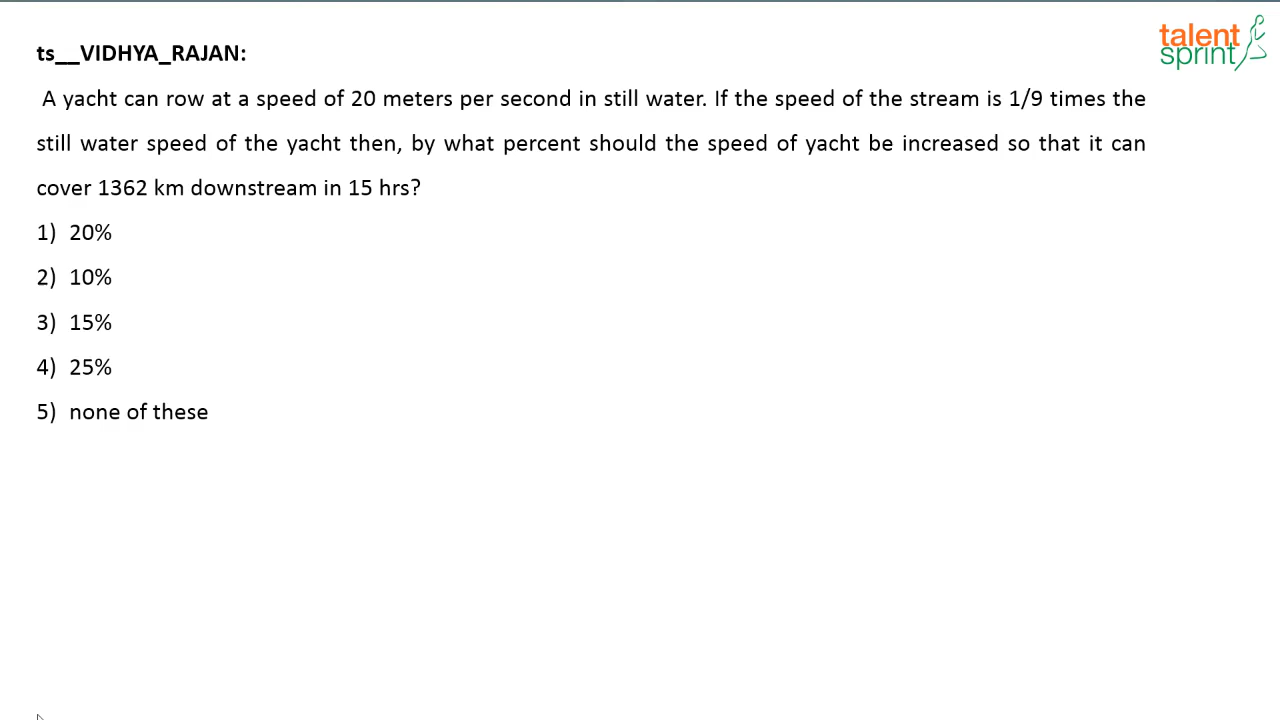 talent
sprint
ts__VIDHYA_RAJAN:
A yacht can row at a speed of 20 meters per second in still water. If the speed of the stream is 1/9 times the
still water speed of the yacht then, by what percent should the speed of yacht be increased so that it can
cover 1362 km downstream in 15 hrs?
1) 20%
2) 10%
3) 15%
4) 25%
5) none of these